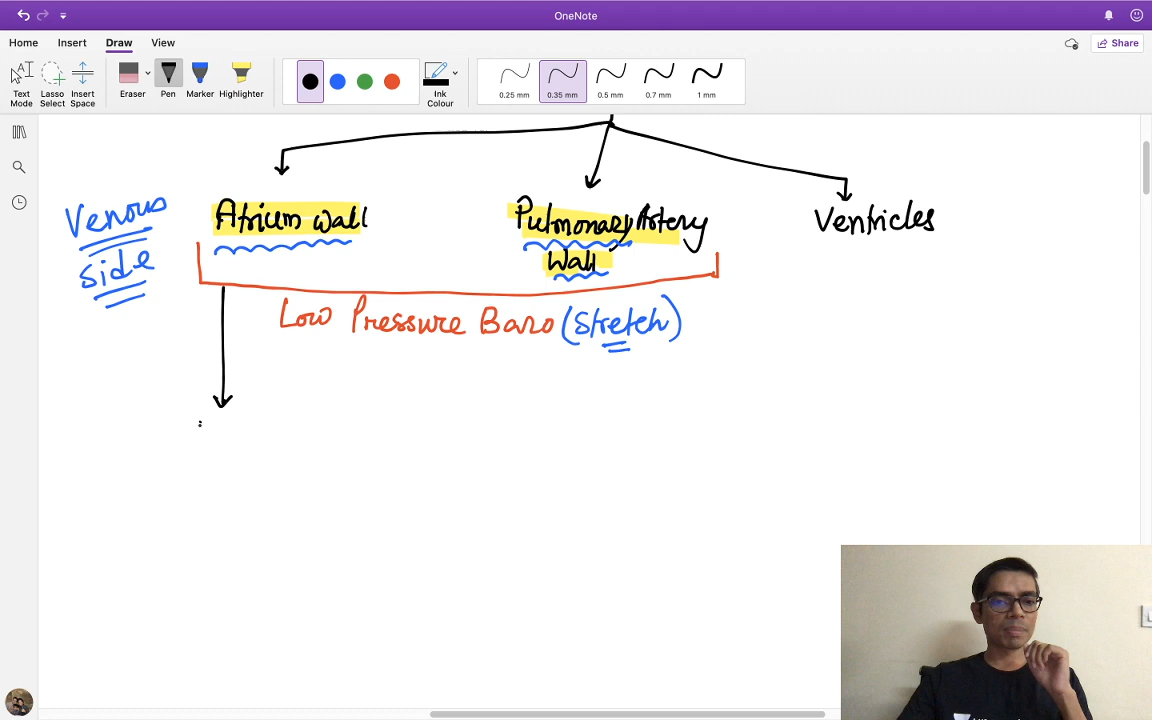 OneNote
Home Insert Draw View
Share
Text Mode
Lasso Select
Insert Space
Eraser
Pen
Marker
Highlighter
Ink Colour
0.25 mm
0.35 mm
0.5 mm
0.7 mm
1 mm
Venous side
Atrium wall
Pulmonary Artery
Wall
Ventricles
Low Pressure Baro (Stretch)